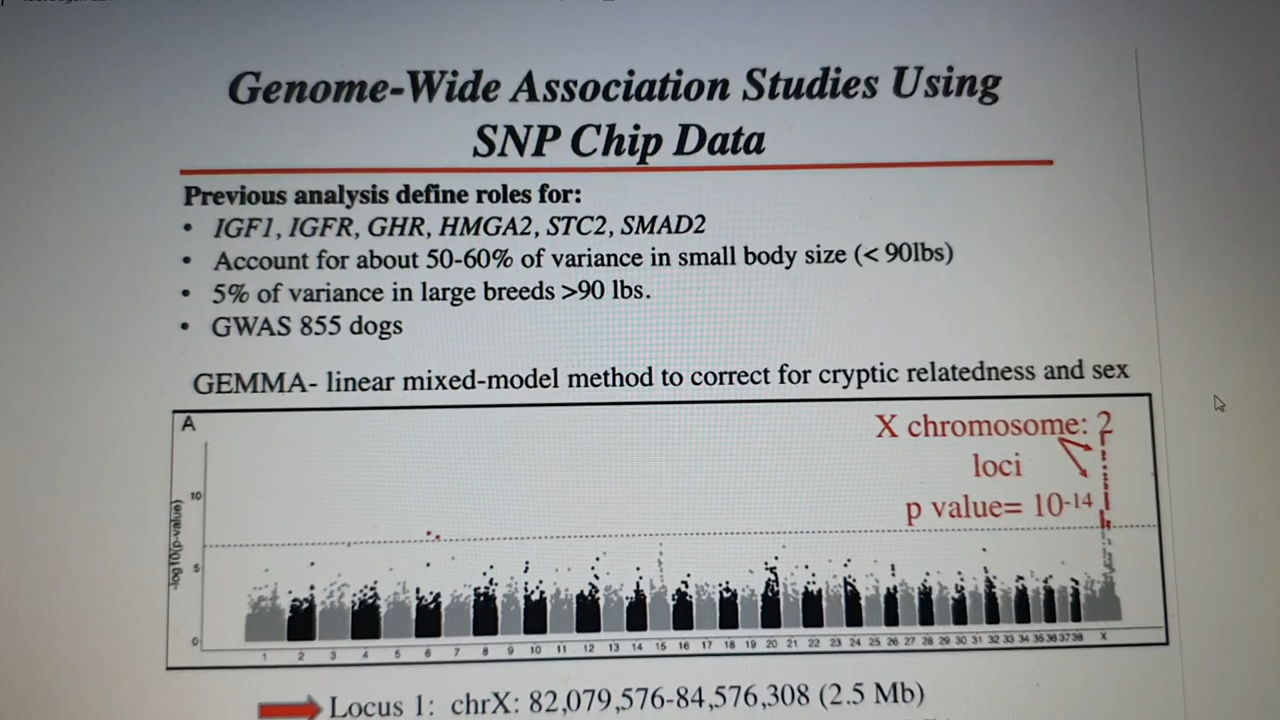 Genome-Wide Association Studies Using
SNP Chip Data
Previous analysis define roles for:
• IGF1, IGFR, GHR, HMGA2, STC2, SMAD2
• Account for about 50-60% of variance in small body size (< 90lbs)
• 5% of variance in large breeds >90 lbs.
• GWAS 855 dogs
GEMMA- linear mixed-model method to correct for cryptic relatedness and sex
A
X chromosome: 2
loci
p value= 10-14
-log10(p-value)
10
5
0
1 2 3 4 5 6 7 8 9 10 11 12 13 14 15 16 17 18 19 20 21 22 23 24 25 26 27 28 29 30 31 32 33 34 35 36 37 38 X
Locus 1: chrX: 82,079,576-84,576,308 (2.5 Mb)